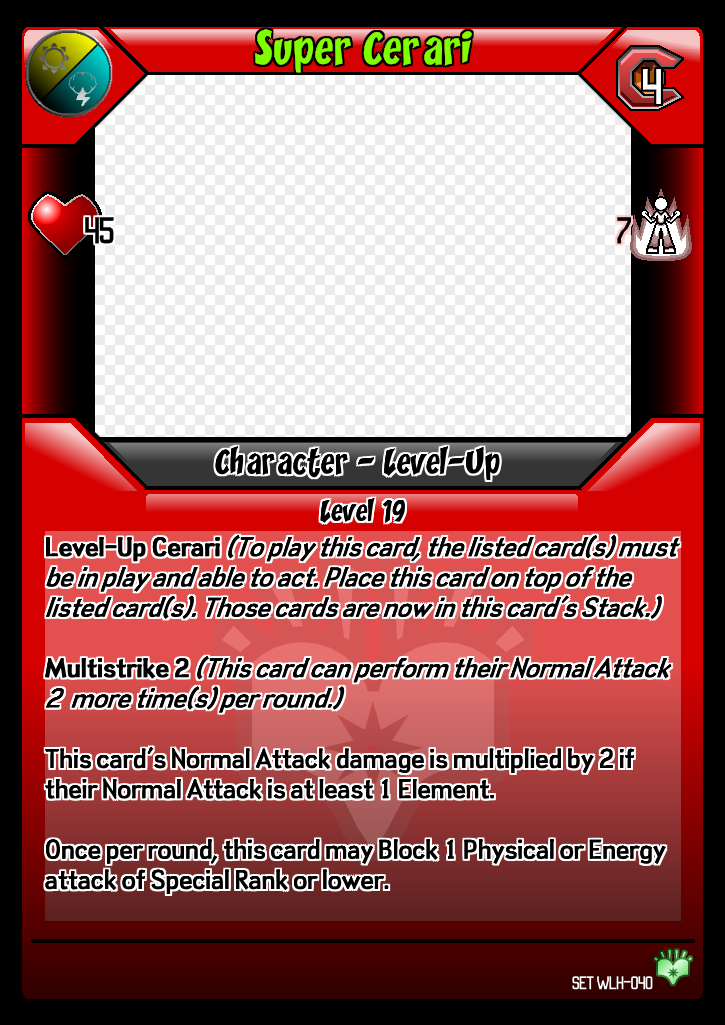 Super Cerari
4
45
7
Character - Level-Up
Level 19
Level-Up Cerari (To play this card, the listed card(s) must
be in play and able to act. Place this card on top of the
listed card(s). Those cards are now in this card's Stack.)
Multistrike 2 (This card can perform their Normal Attack
2 more time(s) per round.)
This card's Normal Attack damage is multiplied by 2 if
their Normal Attack is at least 1 Element.
Once per round, this card may Block 1 Physical or Energy
attack of Special Rank or lower.
SET WLH-040